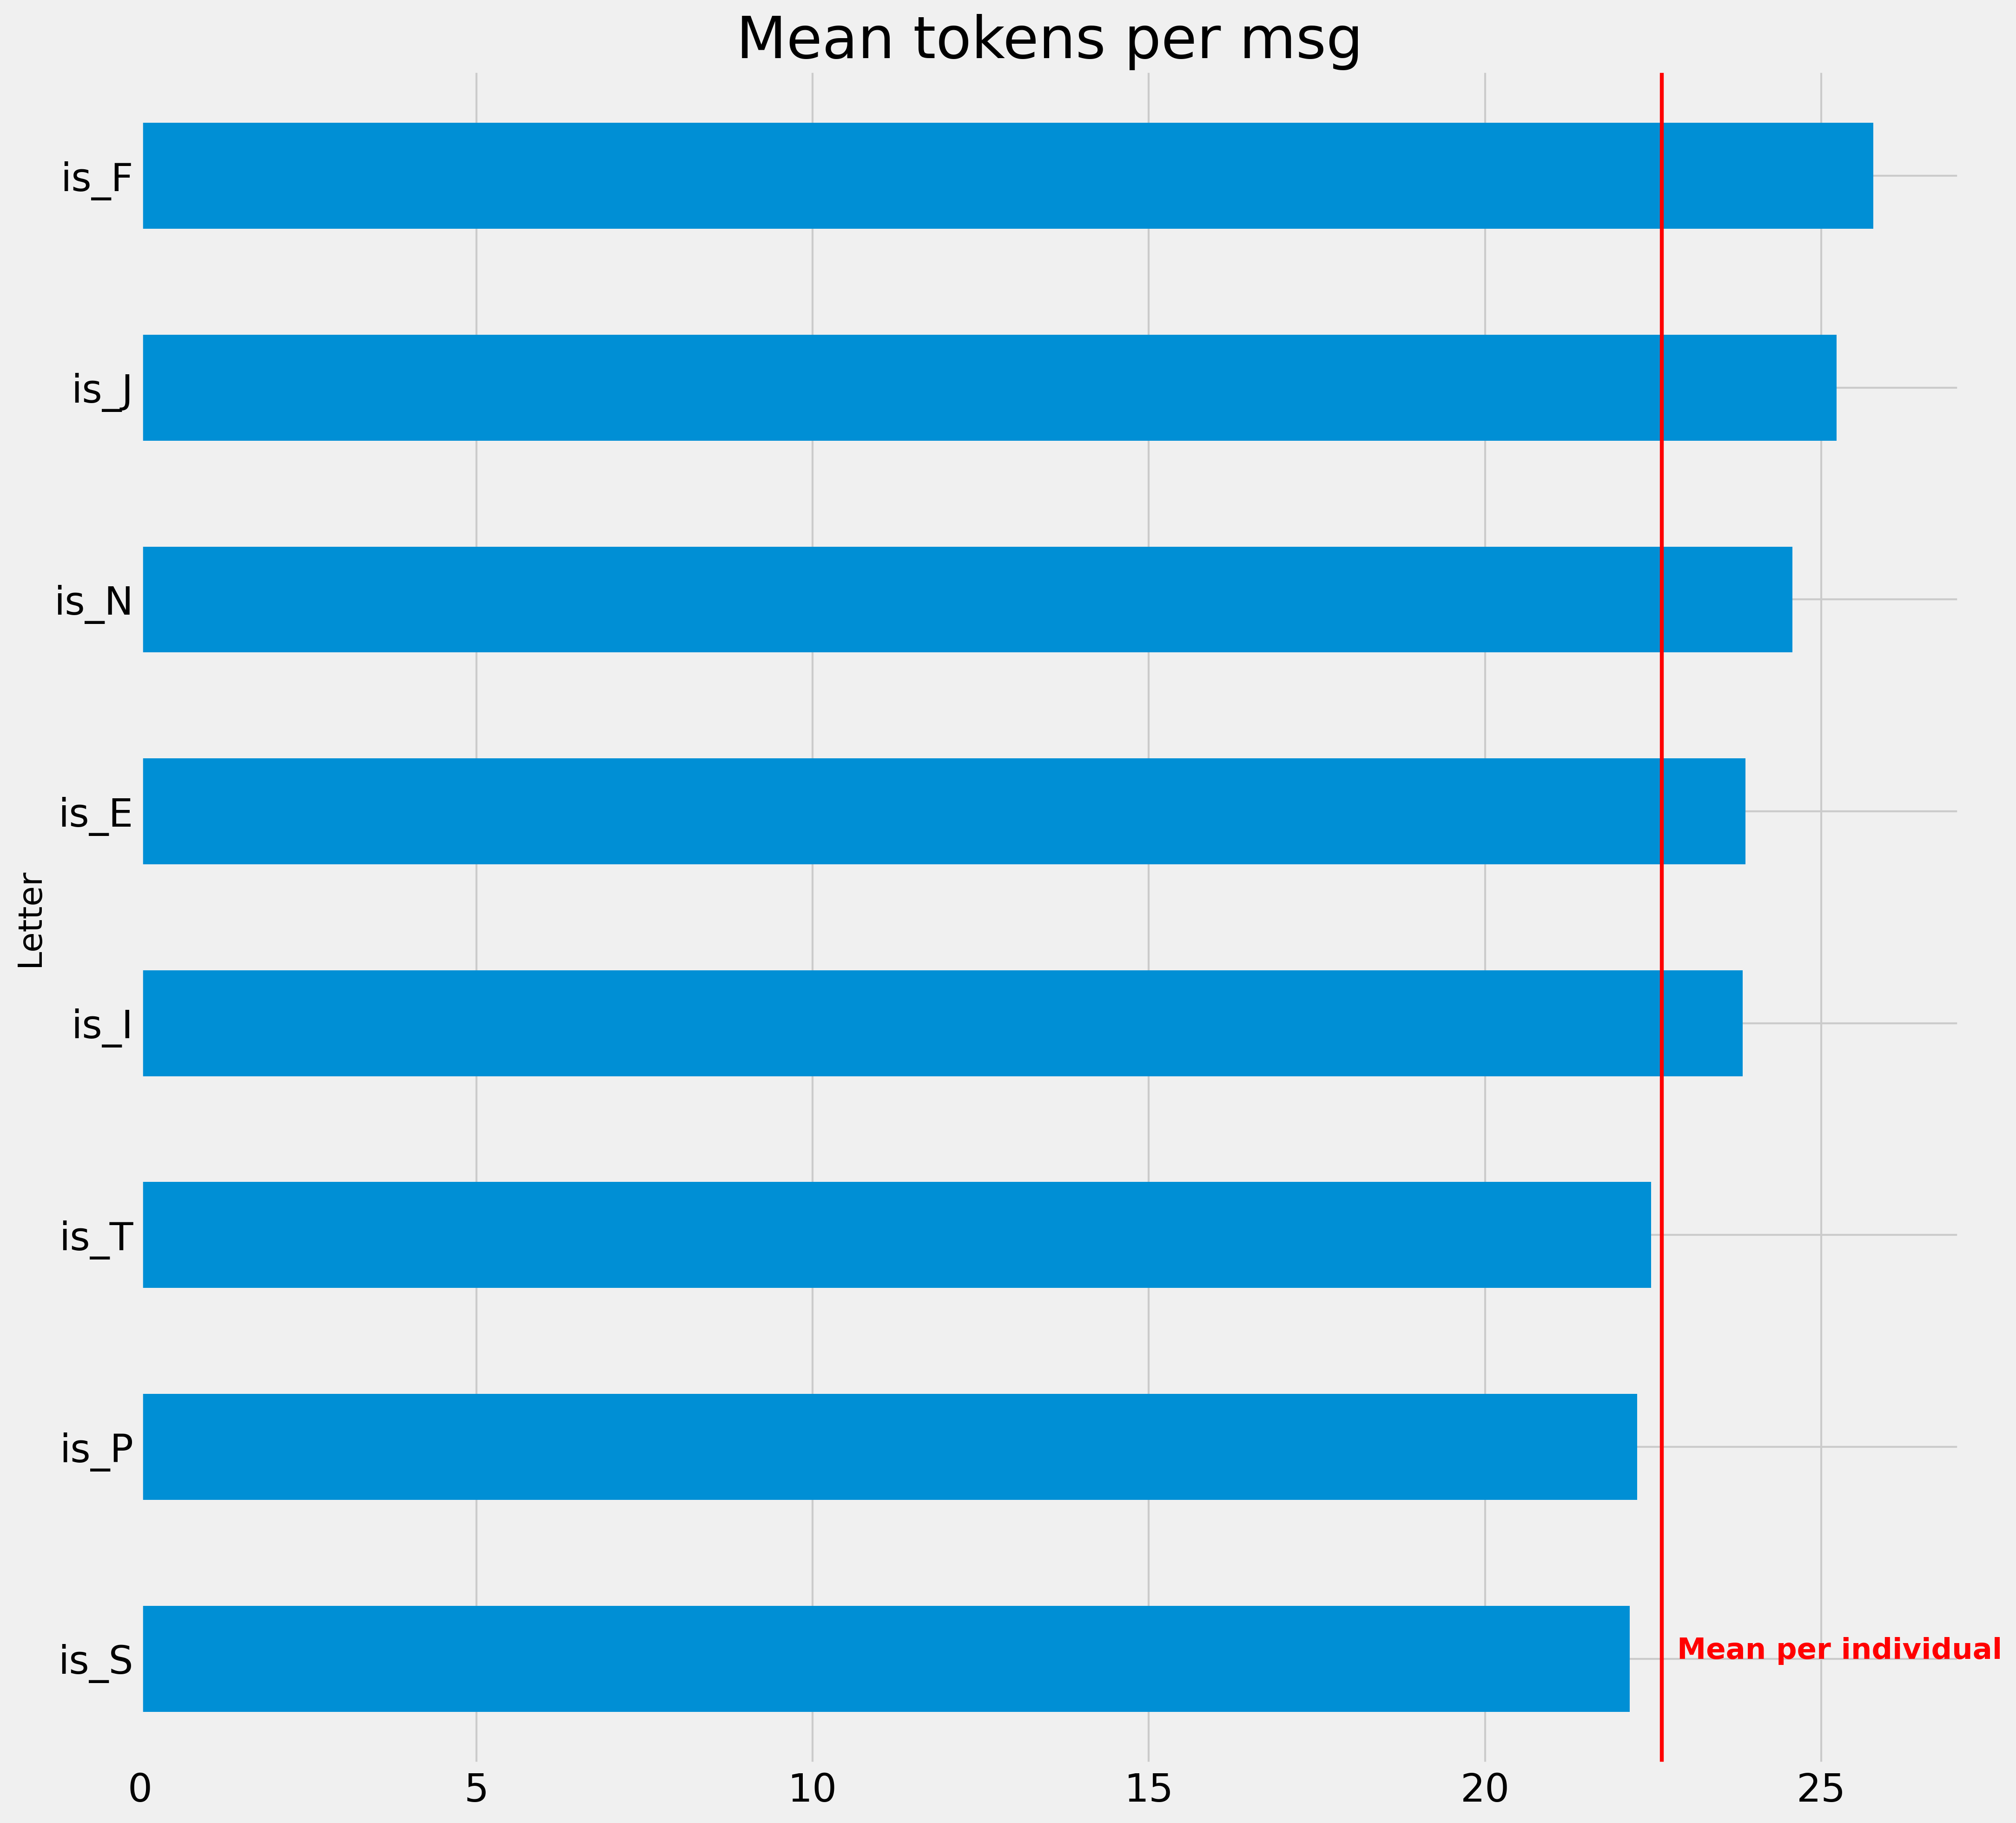 Mean tokens per msg
is_F
is_J
is_N
is_E
Letter
is_I
is_T
is_P
is_S
Mean per individual
0 5 10 15 20 25